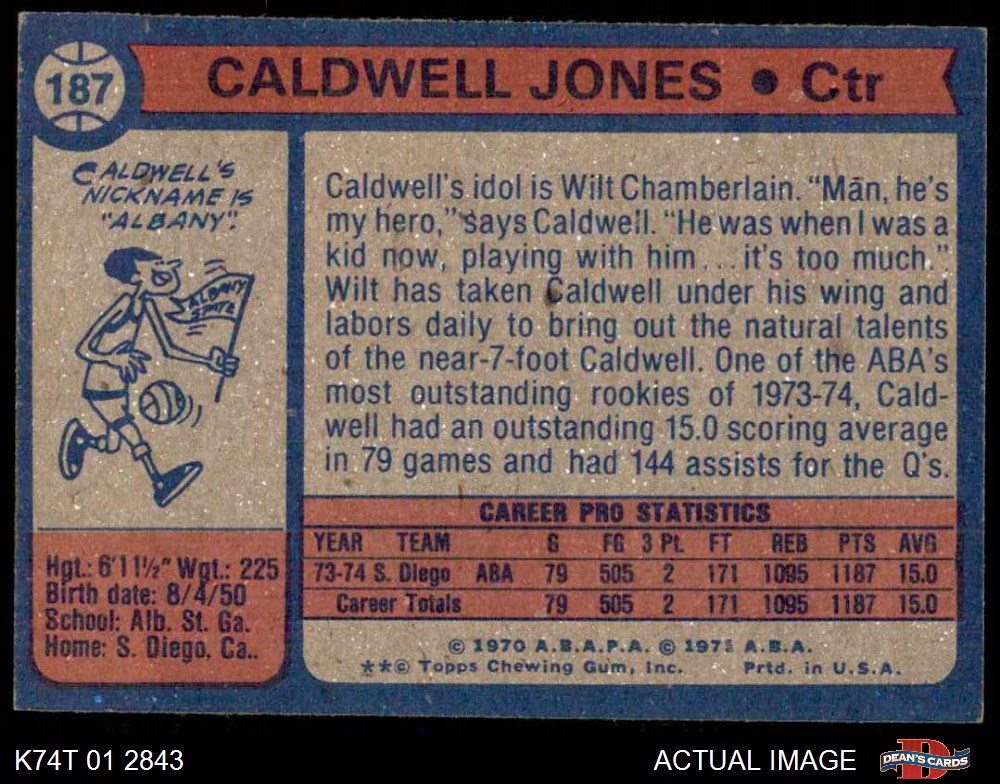 187
CALDWELL JONES • Ctr
CALDWELL'S
NICKNAME IS
"ALBANY".
ALBANY
STATE
Caldwell's idol is Wilt Chamberlain. "Man, he's
my hero," says Caldwell. "He was when I was a
kid now, playing with him... it's too much."
Wilt has taken Caldwell under his wing and
labors daily to bring out the natural talents
of the near-7-foot Caldwell. One of the ABA's
most outstanding rookies of 1973-74, Cald-
well had an outstanding 15.0 scoring average
in 79 games and had 144 assists for the Q's.
Hgt.: 6'11½" Wgt.: 225
Birth date: 8/4/50
School: Alb. St. Ga.
Home: S. Diego, Ca..
CAREER PRO STATISTICS
YEAR TEAM G FG 3 Pt. FT REB PTS AVG
73-74 S. Diego ABA 79 505 2 171 1095 1187 15.0
Career Totals 79 505 2 171 1095 1187 15.0
© 1970 A.B.A.P.A. © 1973 A.B.A.
**© Topps Chewing Gum, Inc. Prtd. in U.S.A.
K74T 01 2843
ACTUAL IMAGE
DEAN'S CARDS